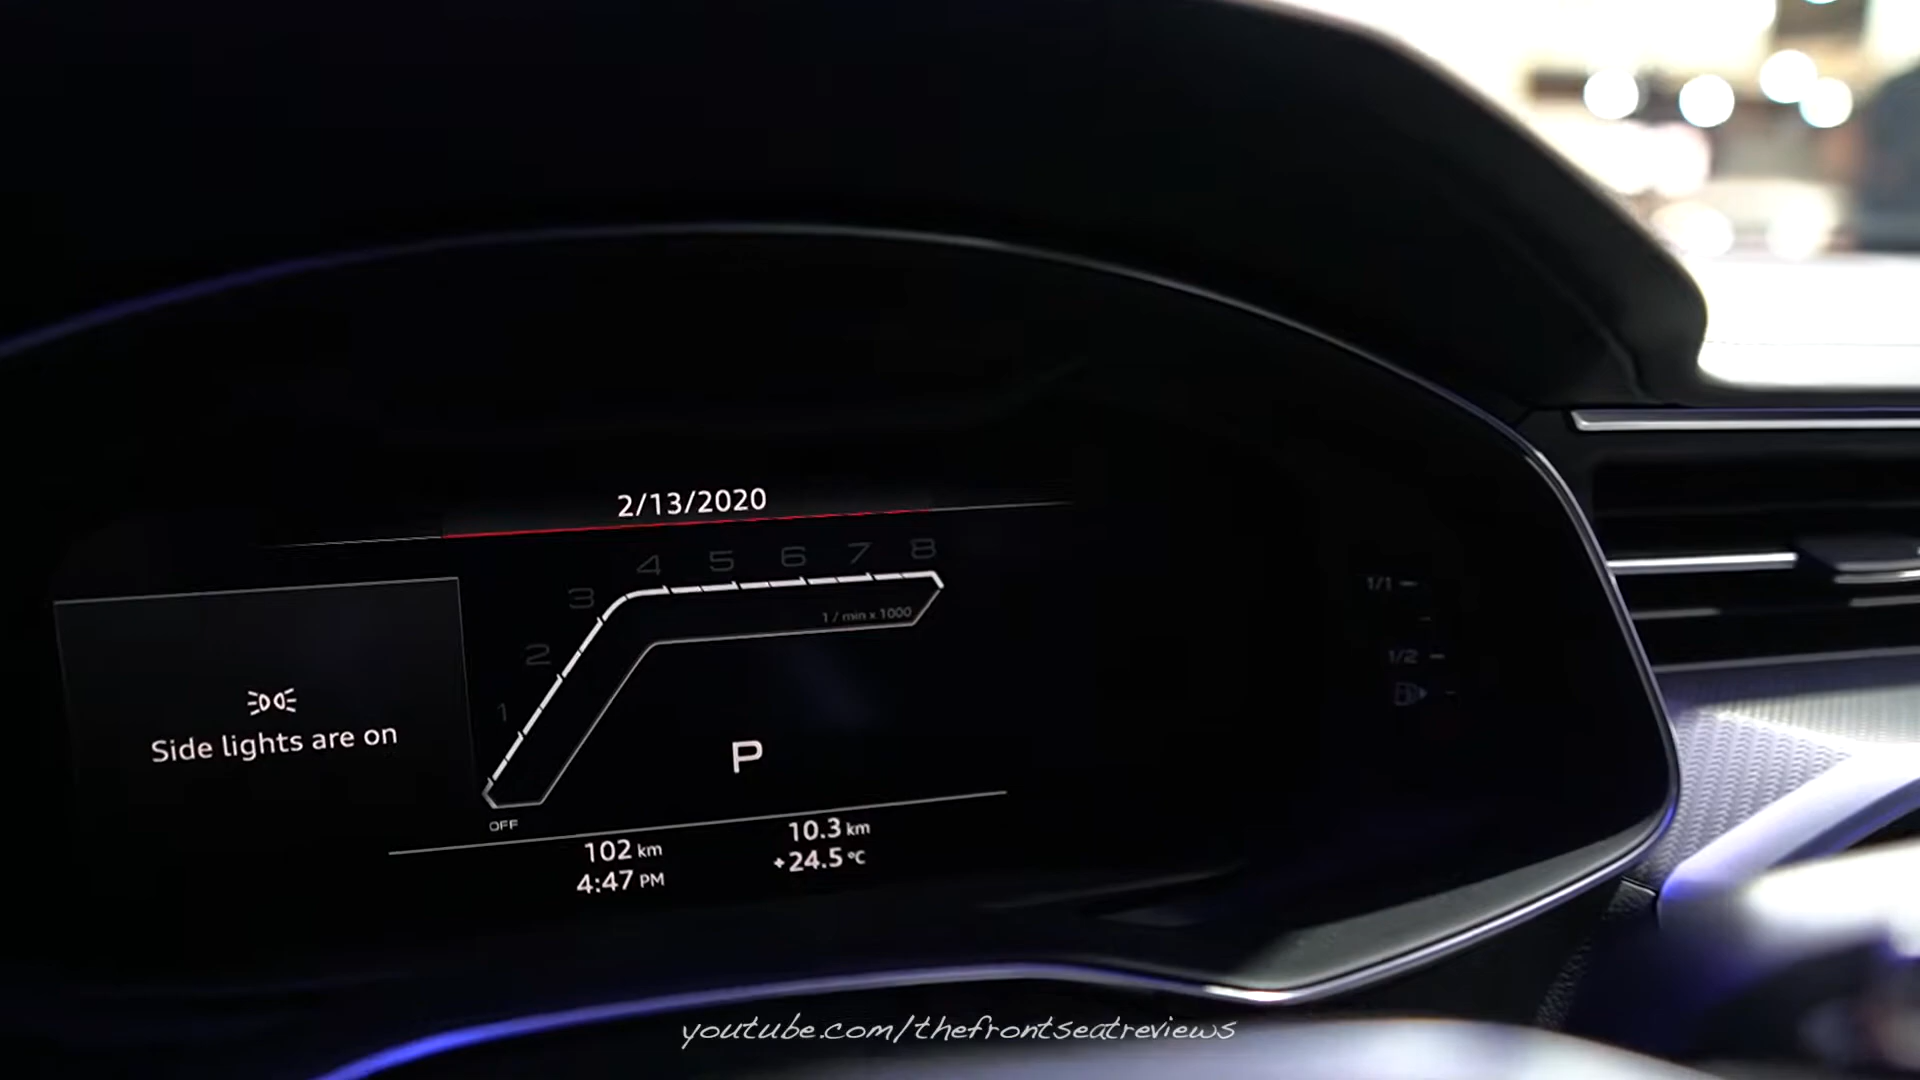 2/13/2020
4 5 6 7 8
3
1 / min x 1000
2
1
OFF
Side lights are on
P
102 km
10.3 km
4:47 PM
+24.5 °C
1/1
1/2
youtube.com/thefrontseatreviews